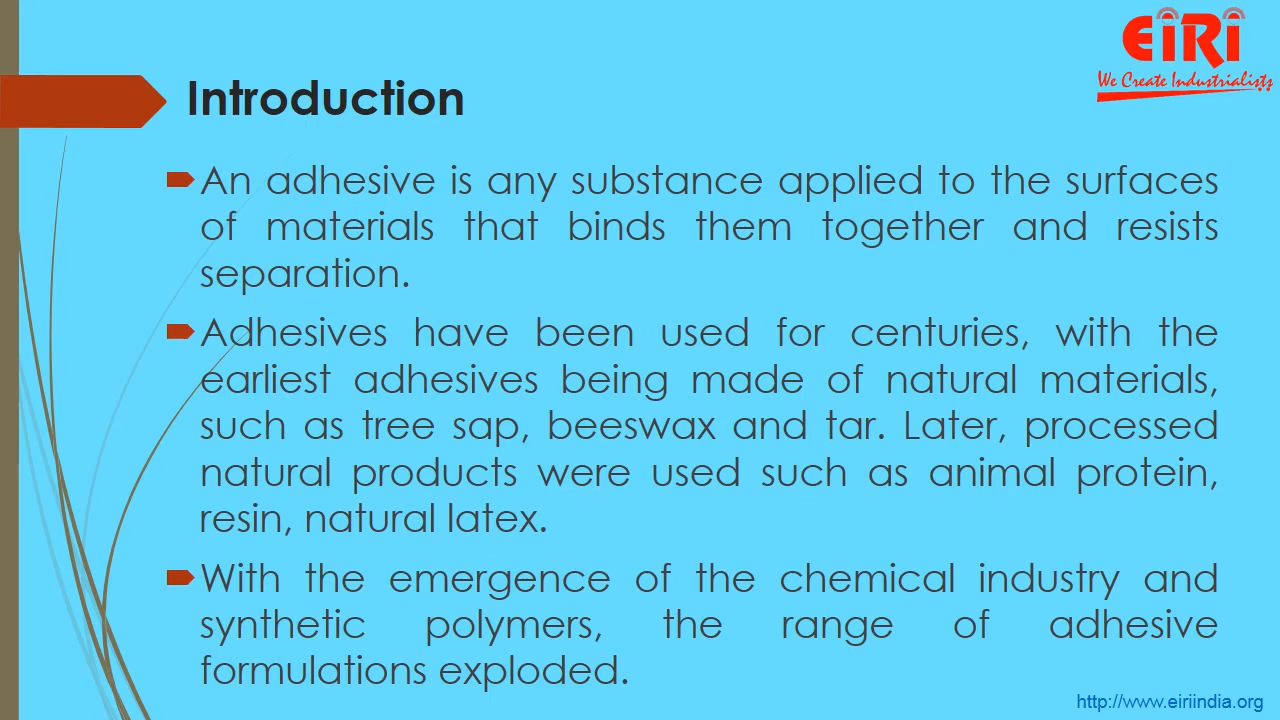 EIRI
We Create Industrialists
Introduction
An adhesive is any substance applied to the surfaces
of materials that binds them together and resists
separation.
Adhesives have been used for centuries, with the
earliest adhesives being made of natural materials,
such as tree sap, beeswax and tar. Later, processed
natural products were used such as animal protein,
resin, natural latex.
With the emergence of the chemical industry and
synthetic polymers, the range of adhesive
formulations exploded.
http://www.eiriindia.org